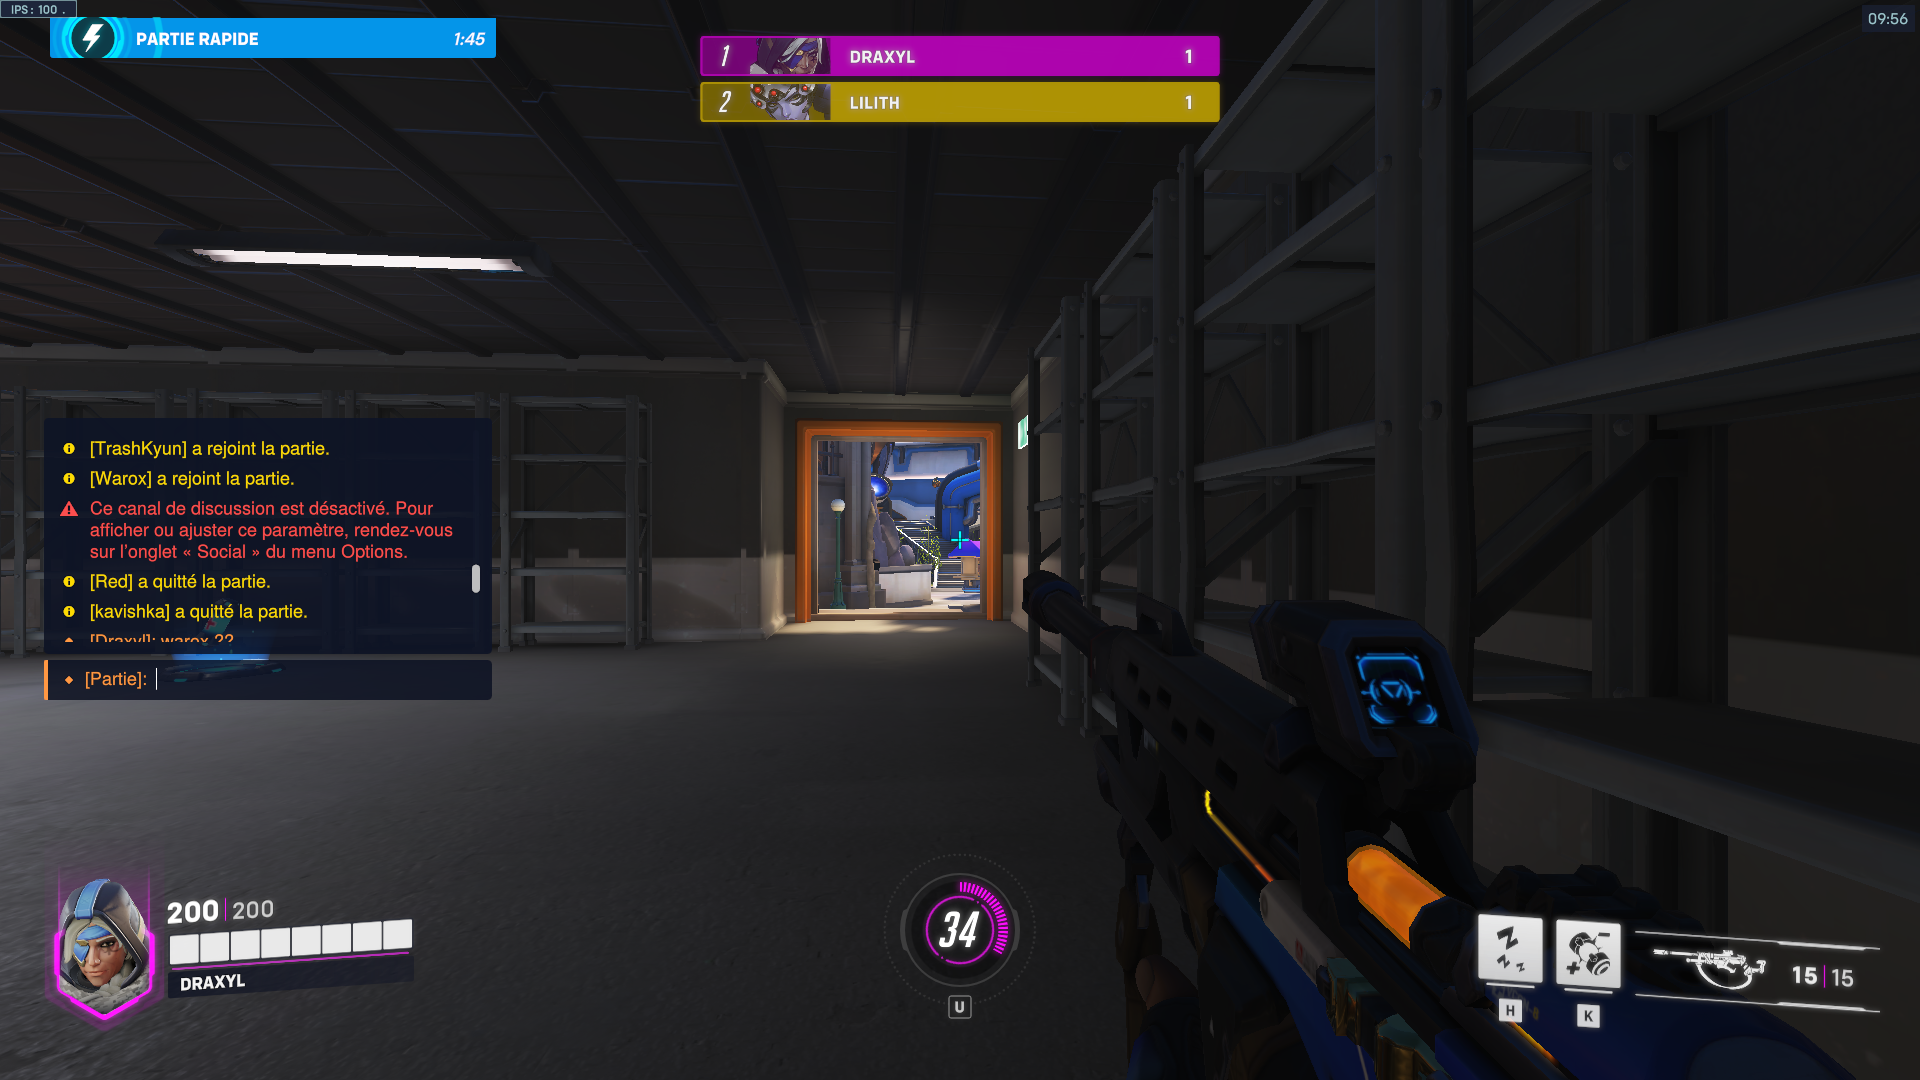 IPS : 100 .
PARTIE RAPIDE 1:45
09:56
1 DRAXYL 1
2 LILITH 1
[TrashKyun] a rejoint la partie.
[Warox] a rejoint la partie.
Ce canal de discussion est désactivé. Pour
afficher ou ajuster ce paramètre, rendez-vous
sur l'onglet « Social » du menu Options.
[Red] a quitté la partie.
[kavishka] a quitté la partie.
[Draxyl]: warox ??
[Partie]:
200 | 200
DRAXYL
34
U
H
K
15 | 15